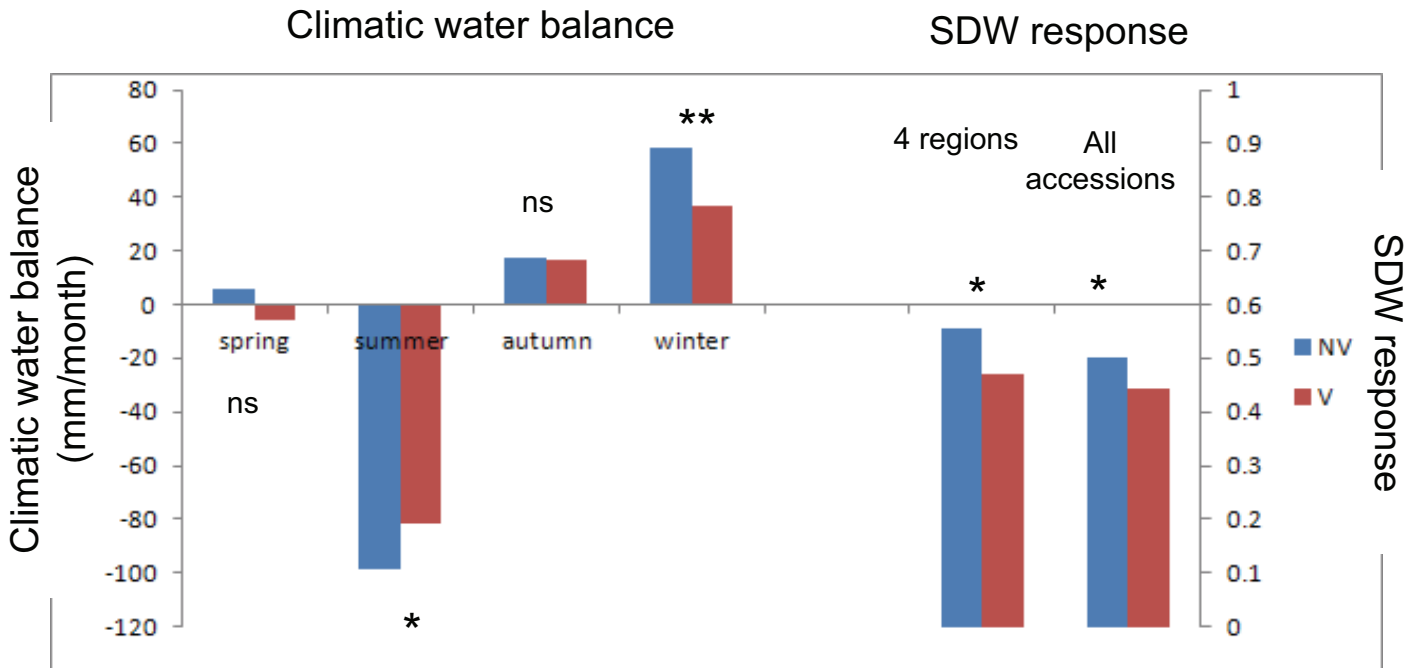 Climatic water balance
SDW response
Climatic water balance
(mm/month)
80
60
40
20
0
-20
-40
-60
-80
-100
-120
spring
summer
autumn
winter
ns
*
ns
**
4 regions
All
accessions
*
*
1
0.9
0.8
0.7
0.6
0.5
0.4
0.3
0.2
0.1
0
SDW response
NV
V